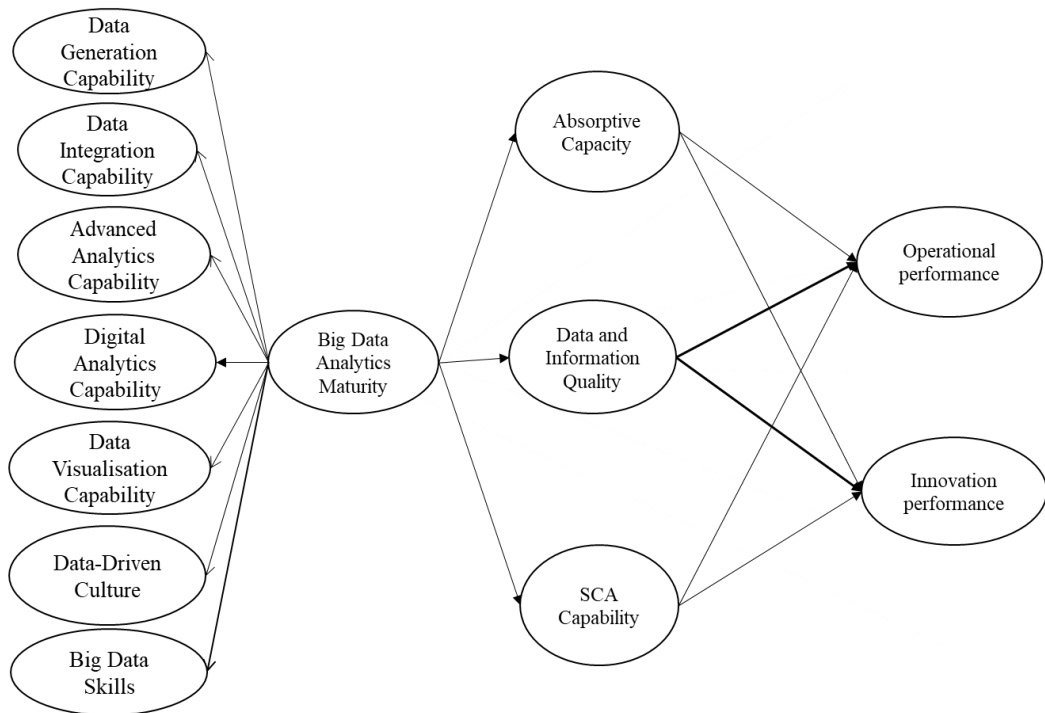 Data
Generation
Capability
Data
Integration
Capability
Advanced
Analytics
Capability
Digital
Analytics
Capability
Data
Visualisation
Capability
Data-Driven
Culture
Big Data
Skills
Big Data
Analytics
Maturity
Absorptive
Capacity
Data and
Information
Quality
SCA
Capability
Operational
performance
Innovation
performance